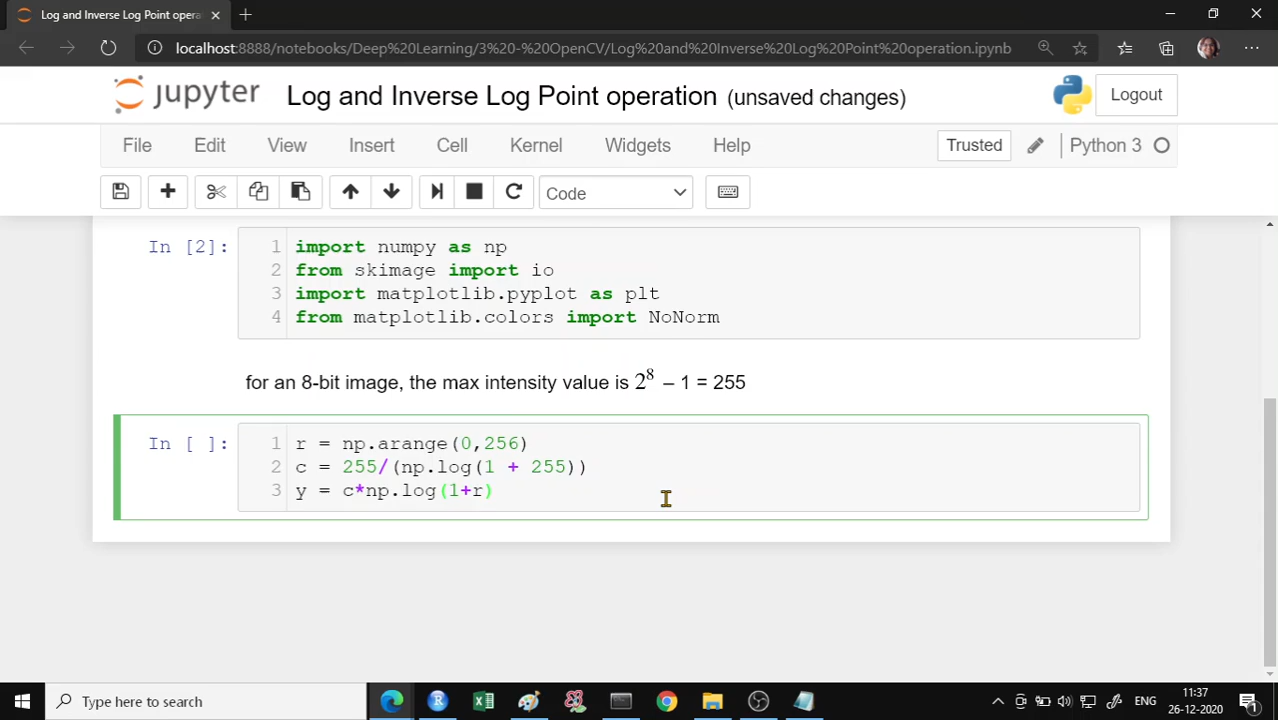 Log and Inverse Log Point opera
localhost:8888/notebooks/Deep%20Learning/3%20-%20OpenCV/Log%20and%20Inverse%20Log%20Point%20operation.ipynb
jupyter Log and Inverse Log Point operation (unsaved changes) Logout
File Edit View Insert Cell Kernel Widgets Help Trusted Python 3
Code
In [2]: 1 import numpy as np
2 from skimage import io
3 import matplotlib.pyplot as plt
4 from matplotlib.colors import NoNorm
for an 8-bit image, the max intensity value is 2⁸ – 1 = 255
In [ ]: 1 r = np.arange(0,256)
2 c = 255/(np.log(1 + 255))
3 y = c*np.log(1+r)
Type here to search ENG 11:37
26-12-2020